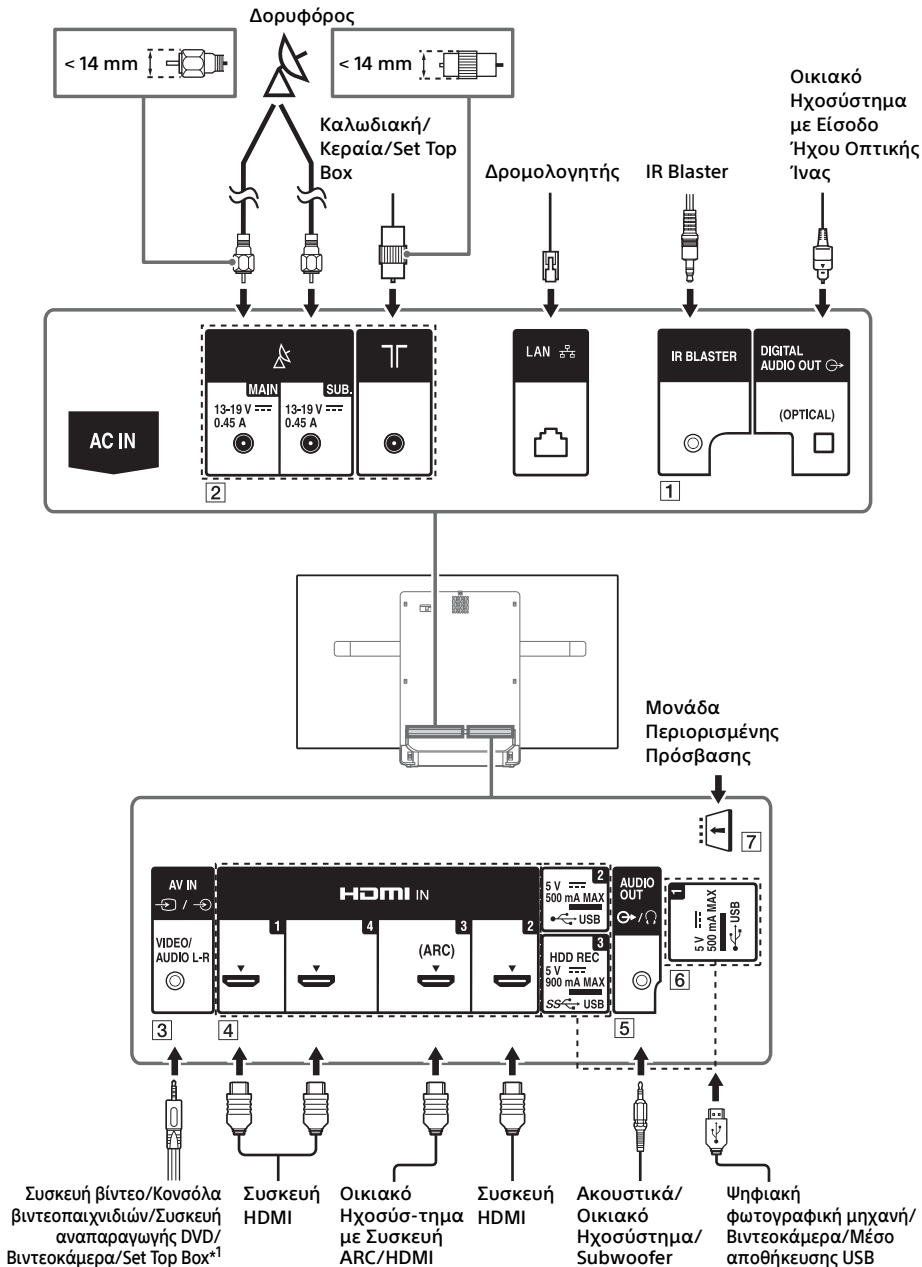 Δορυφόρος
< 14 mm
< 14 mm
Καλωδιακή/
Κεραία/Set Top
Box
Δρομολογητής
IR Blaster
Οικιακό
Ηχοσύστημα
με Είσοδο
Ήχου Οπτικής
Ίνας
AC IN
MAIN
13-19 V
0.45 A
SUB.
13-19 V
0.45 A
2
LAN
IR BLASTER
1
DIGITAL
AUDIO OUT
(OPTICAL)
Μονάδα
Περιορισμένης
Πρόσβασης
7
AV IN
/
VIDEO/
AUDIO L-R
3
HDMI IN
1
4
3
(ARC)
2
4
2
5 V
500 mA MAX
USB
3
HDD REC
5 V
900 mA MAX
SS USB
AUDIO
OUT
/
5
1
5 V
500 mA MAX
USB
6
Συσκευή βίντεο/Κονσόλα
βιντεοπαιχνιδιών/Συσκευή
αναπαραγωγής DVD/
Βιντεοκάμερα/Set Top Box*1
Συσκευή
HDMI
Οικιακό
Ηχοσύσ-τημα
με Συσκευή
ARC/HDMI
Συσκευή
HDMI
Ακουστικά/
Οικιακό
Ηχοσύστημα/
Subwoofer
Ψηφιακή
φωτογραφική μηχανή/
Βιντεοκάμερα/Μέσο
αποθήκευσης USB